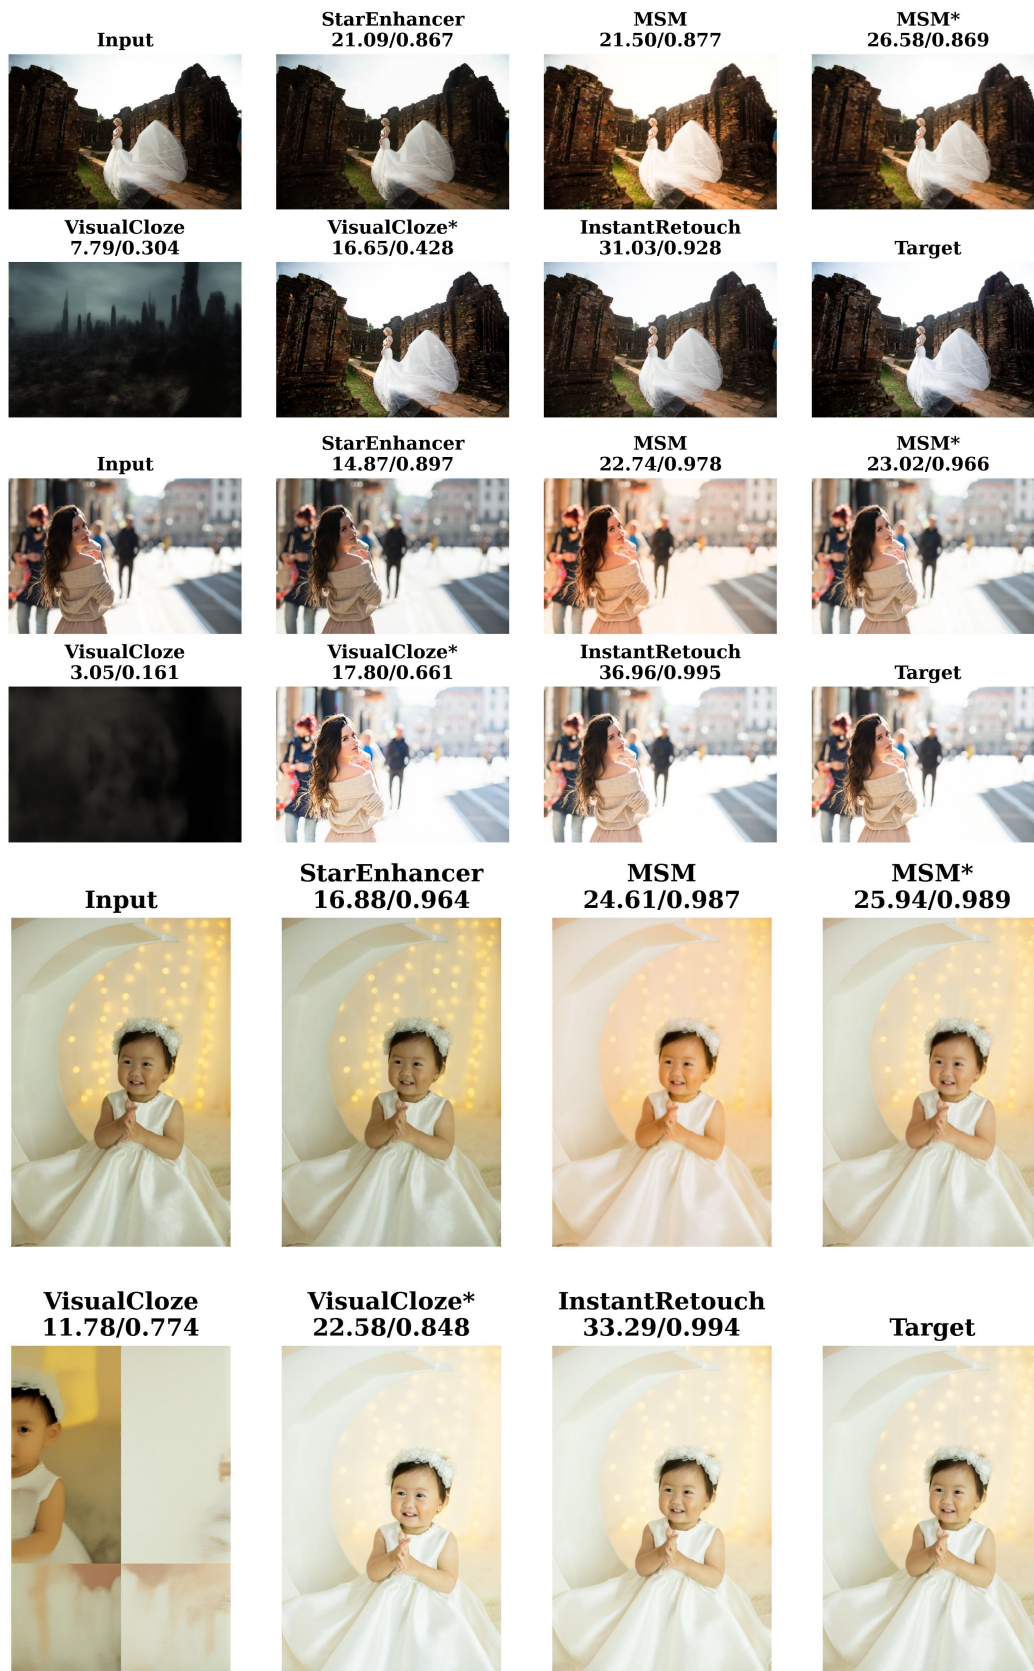 Input
StarEnhancer
21.09/0.867
MSM
21.50/0.877
MSM*
26.58/0.869
VisualCloze
7.79/0.304
VisualCloze*
16.65/0.428
InstantRetouch
31.03/0.928
Target
Input
StarEnhancer
14.87/0.897
MSM
22.74/0.978
MSM*
23.02/0.966
VisualCloze
3.05/0.161
VisualCloze*
17.80/0.661
InstantRetouch
36.96/0.995
Target
Input
StarEnhancer
16.88/0.964
MSM
24.61/0.987
MSM*
25.94/0.989
VisualCloze
11.78/0.774
VisualCloze*
22.58/0.848
InstantRetouch
33.29/0.994
Target